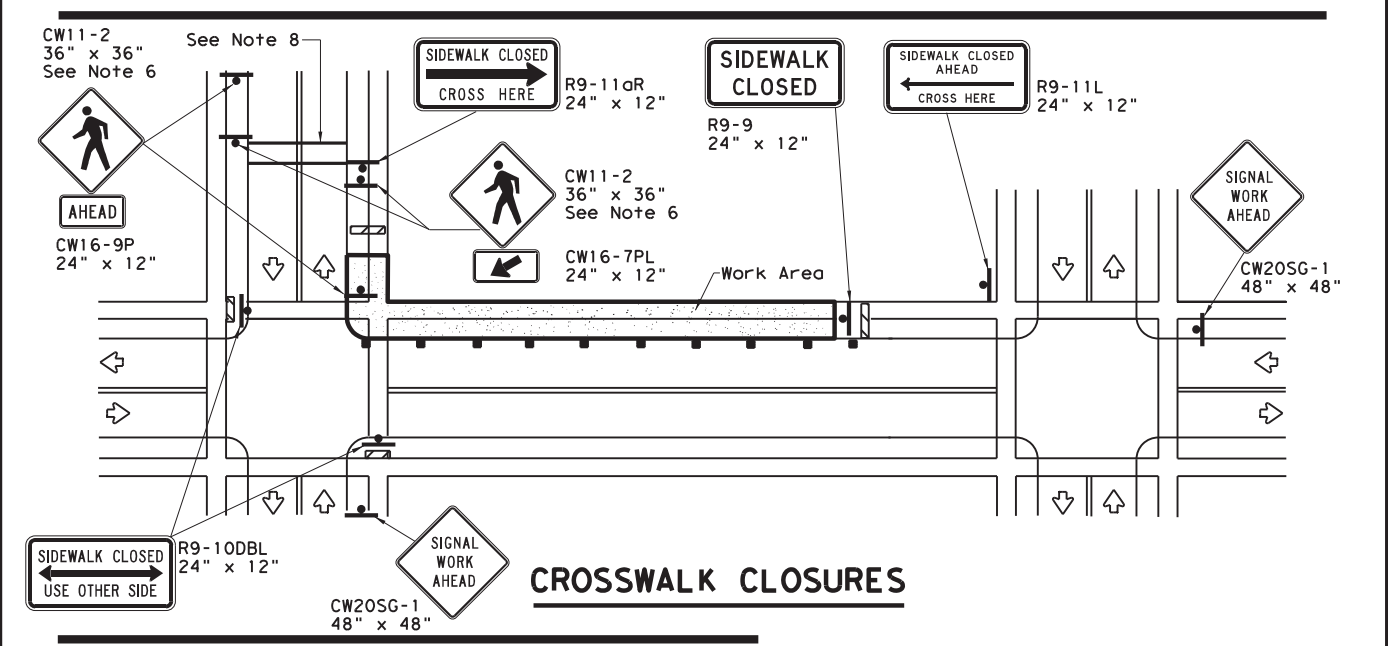 CW11-2
36" x 36"
See Note 6
See Note 8
SIDEWALK CLOSED
CROSS HERE
R9-11aR
24" x 12"
SIDEWALK
CLOSED
R9-9
24" x 12"
SIDEWALK CLOSED
AHEAD
CROSS HERE
R9-11L
24" x 12"
AHEAD
CW16-9P
24" x 12"
CW11-2
36" x 36"
See Note 6
CW16-7PL
24" x 12"
Work Area
SIGNAL
WORK
AHEAD
CW20SG-1
48" x 48"
SIDEWALK CLOSED
USE OTHER SIDE
R9-10DBL
24" x 12"
SIGNAL
WORK
AHEAD
CW20SG-1
48" x 48"
CROSSWALK CLOSURES